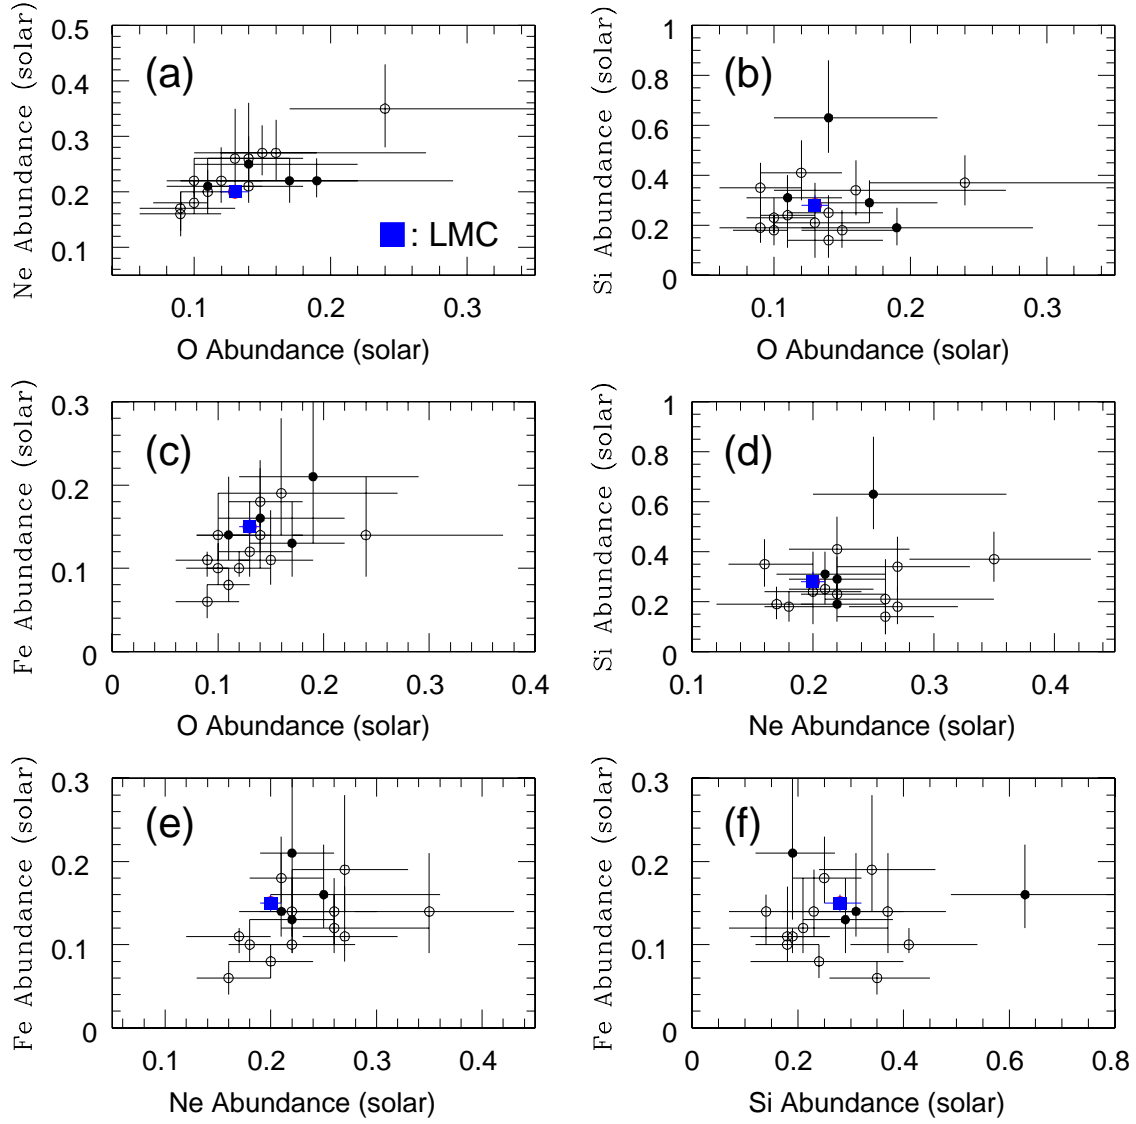 0.5
0.4
0.3
0.2
0.1
Ne Abundance (solar)
(a)
: LMC
0.1 0.2 0.3
O Abundance (solar)
1
0.8
0.6
0.4
0.2
0
Si Abundance (solar)
(b)
0.1 0.2 0.3
O Abundance (solar)
0.3
0.2
0.1
0
Fe Abundance (solar)
(c)
0 0.1 0.2 0.3 0.4
O Abundance (solar)
1
0.8
0.6
0.4
0.2
0
Si Abundance (solar)
(d)
0.1 0.2 0.3 0.4
Ne Abundance (solar)
0.3
0.2
0.1
0
Fe Abundance (solar)
(e)
0.1 0.2 0.3 0.4
Ne Abundance (solar)
0.3
0.2
0.1
0
Fe Abundance (solar)
(f)
0 0.2 0.4 0.6 0.8
Si Abundance (solar)